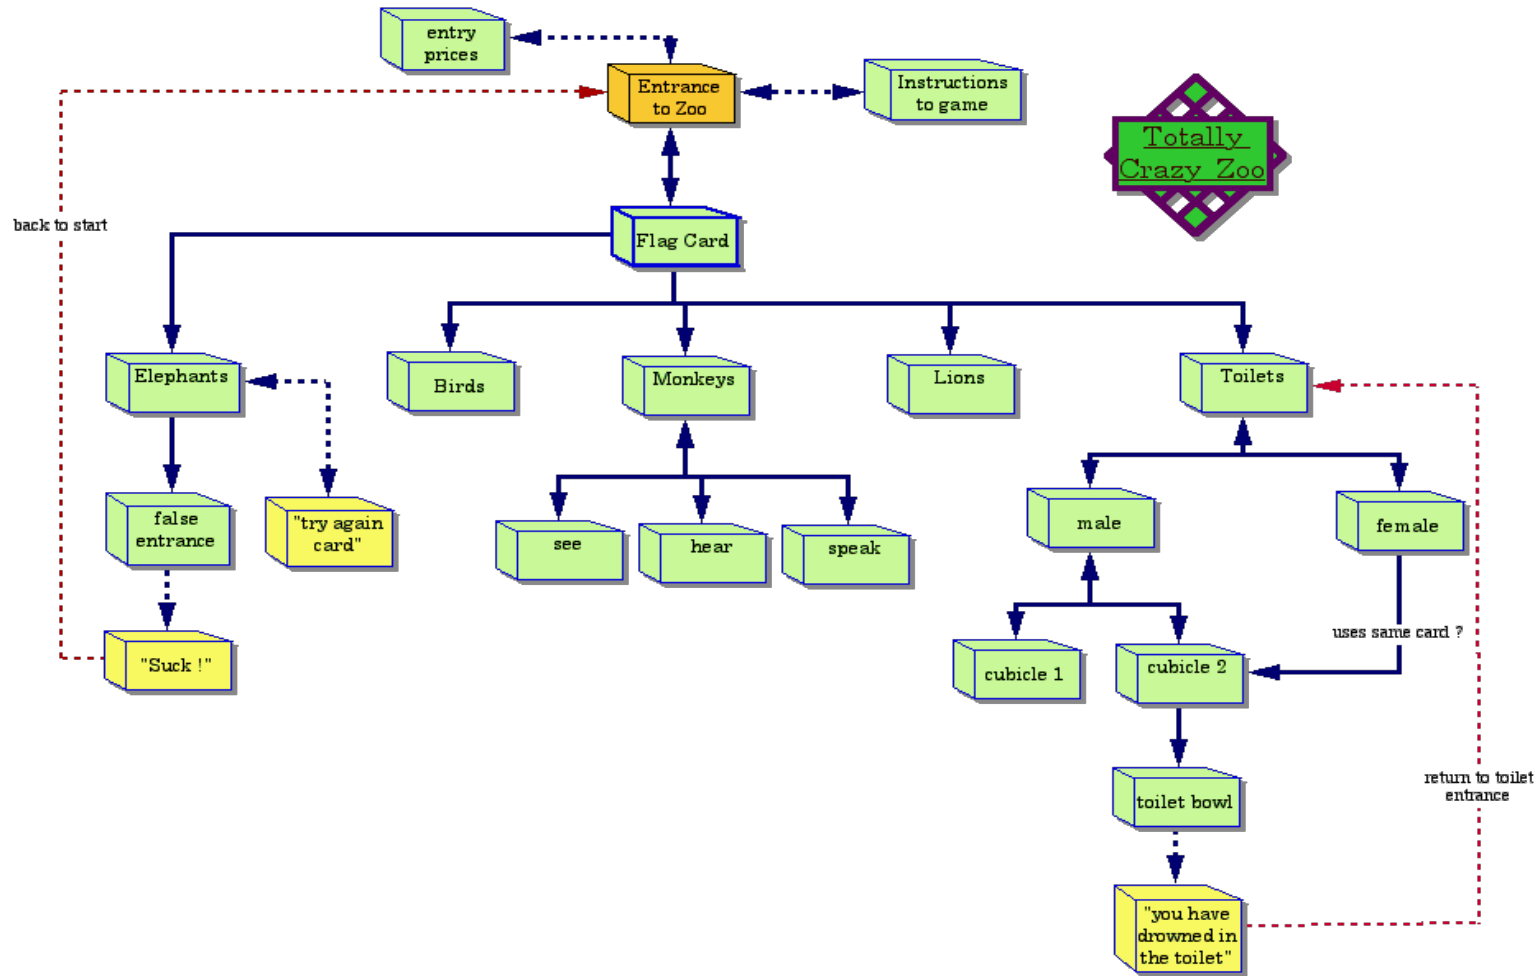 entry
prices
Entrance
to Zoo
Instructions
to game
Totally
Crazy Zoo
back to start
Flag Card
Elephants
Birds
Monkeys
Lions
Toilets
false
entrance
"try again
card"
see
hear
speak
male
female
uses same card ?
"Suck !"
cubicle 1
cubicle 2
toilet bowl
return to toilet
entrance
"you have
drowned in
the toilet"